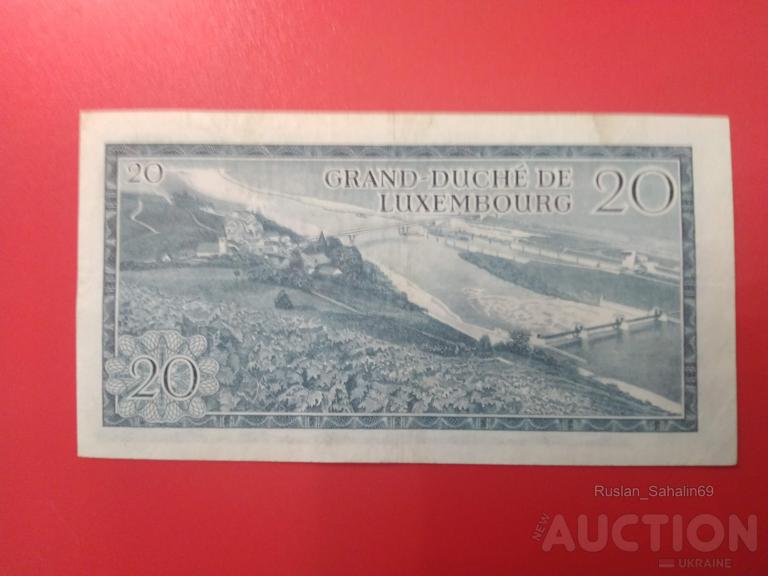 20
GRAND-DUCHÉ DE
LUXEMBOURG
20
20
Ruslan_Sahalin69
NEW
AUCTION
UKRAINE